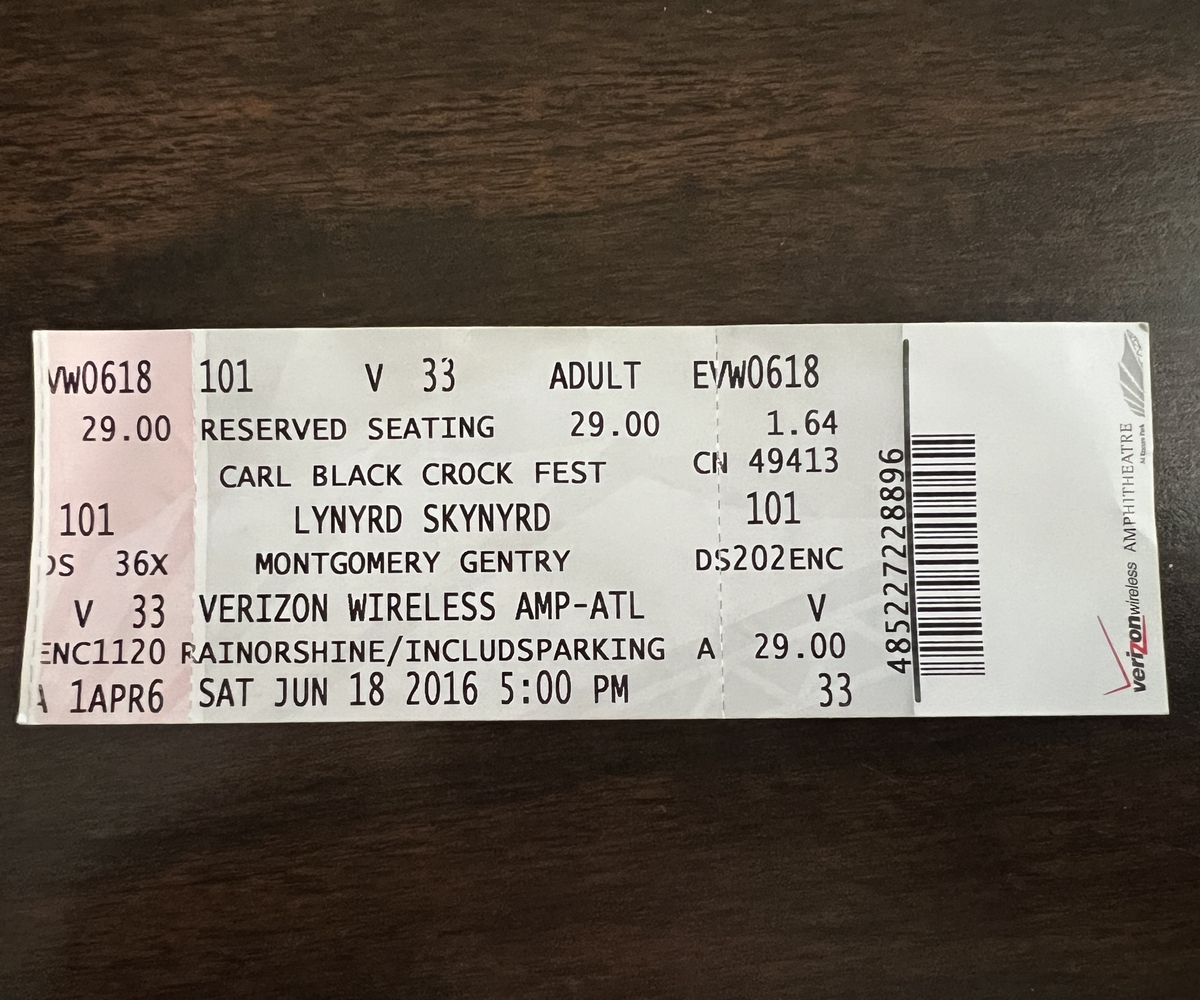 VW0618 101 V 33 ADULT EVW0618
29.00 RESERVED SEATING 29.00 1.64
CARL BLACK CROCK FEST CN 49413
101 LYNYRD SKYNYRD 101
DS 36X MONTGOMERY GENTRY DS202ENC
V 33 VERIZON WIRELESS AMP-ATL V
ENC1120 RAINORSHINE/INCLUDSPARKING A 29.00
A 1APR6 SAT JUN 18 2016 5:00 PM 33
4852277228896
verizonwireless AMPHITHEATRE